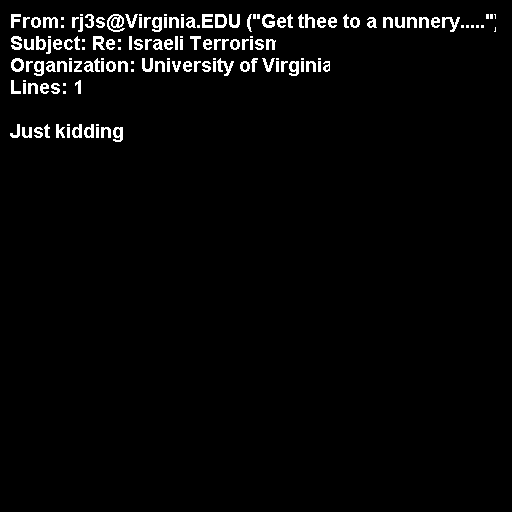 From: rj3s@Virginia.EDU ("Get thee to a nunnery.....")
Subject: Re: Israeli Terrorism
Organization: University of Virginia
Lines: 1

Just kidding